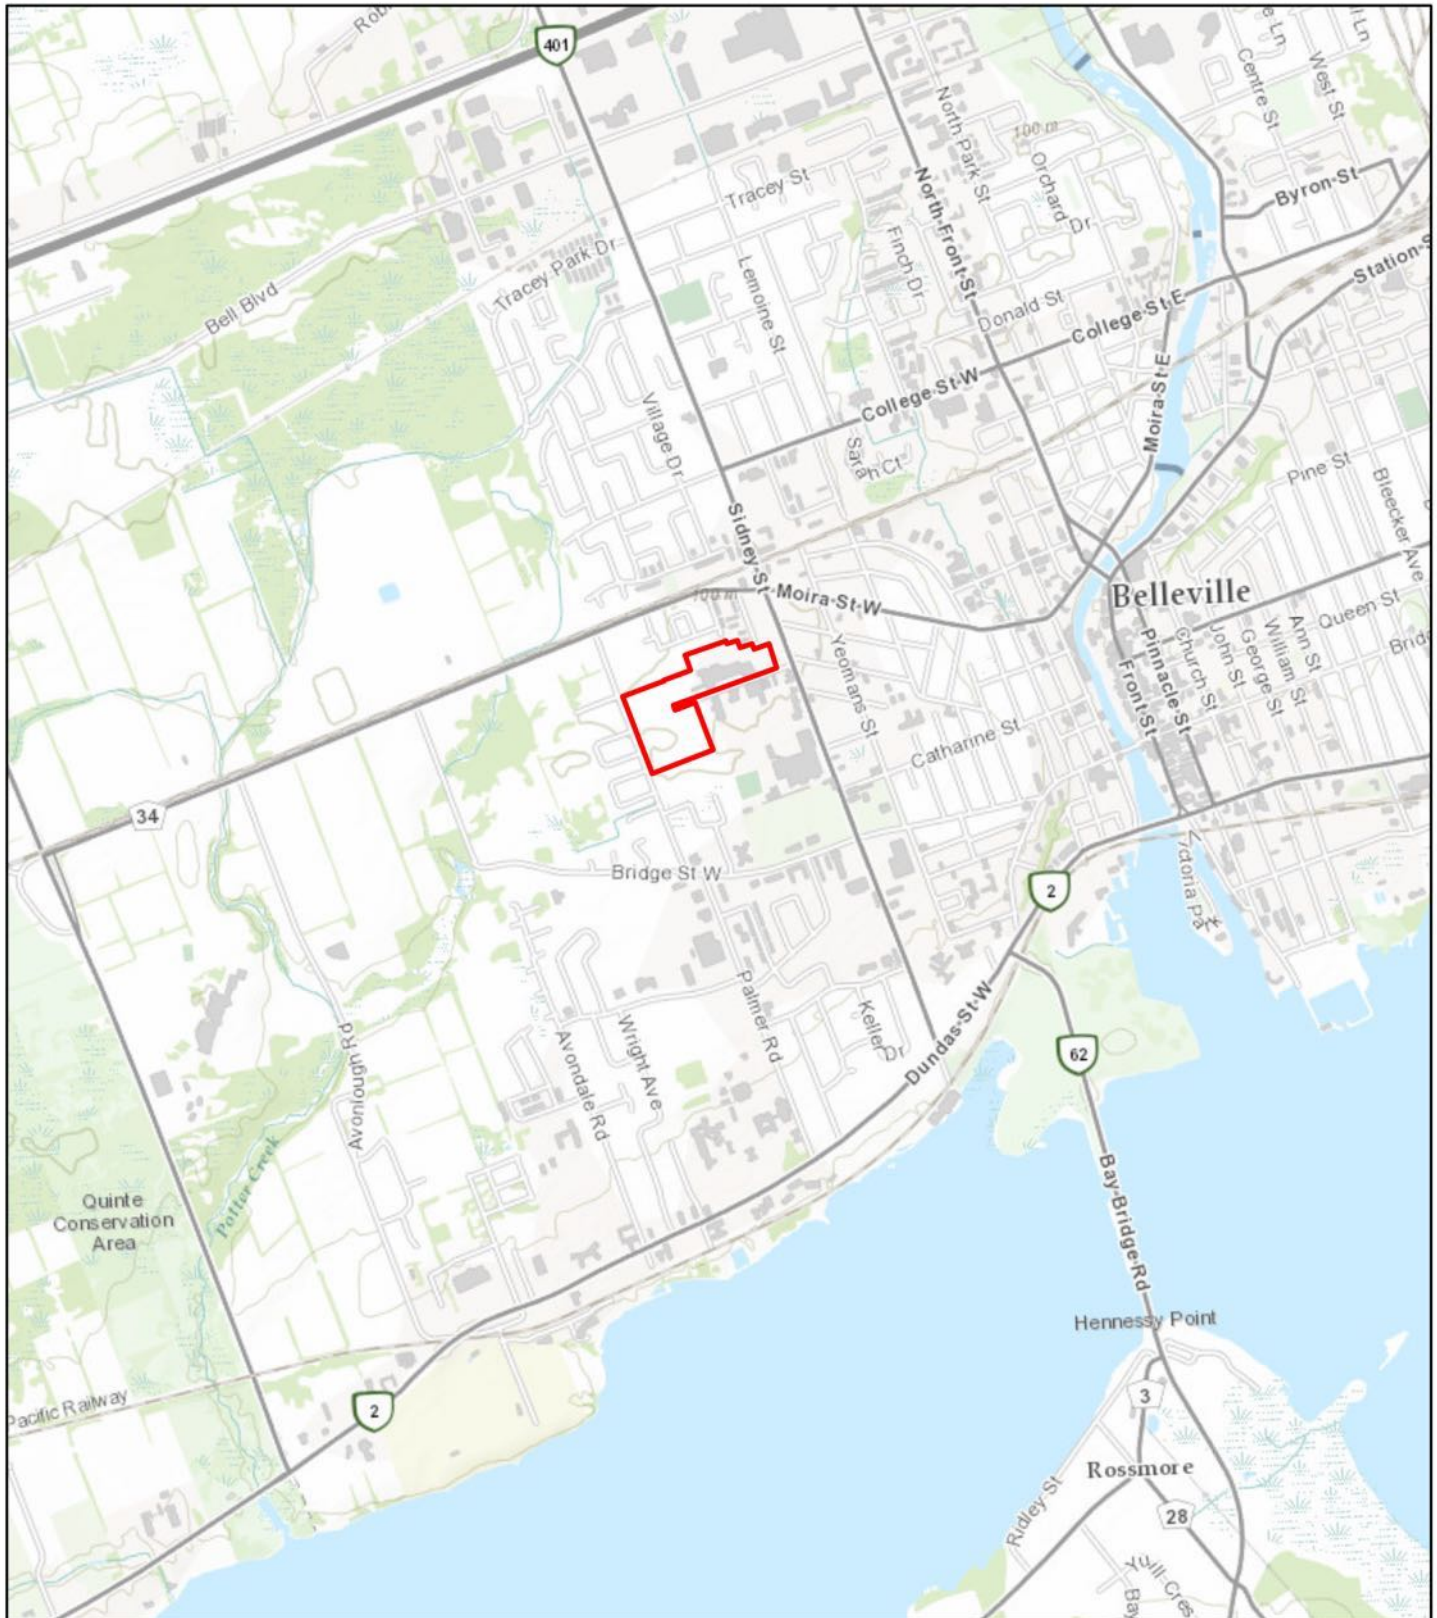 401
Tracey St
North Park St
100 m
Orchard
Dr
Centre St
West St
Byron St
Station
North Front St
Finch Dr
Lemoine St
Tracey Park Dr
Bell Blvd
Donald St
College St E
College St W
Moira St E
Village Dr
Sarah Ct
Pine St
Bleecker Ave
Sidney St
Moira St W
100 m
Belleville
Queen St
Ann St
William St
George St
John St
Church St
Pinnacle St
Front St
Yeomans St
Catharine St
34
Bridge St W
2
Victoria Park
Palmer Rd
Keller Dr
Dundas St W
62
Wright Ave
Avondale Rd
Avonlough Rd
Potter Creek
Quinte
Conservation
Area
Bay Bridge Rd
Hennessy Point
Pacific Railway
2
3
Rossmore
Ridley St
28